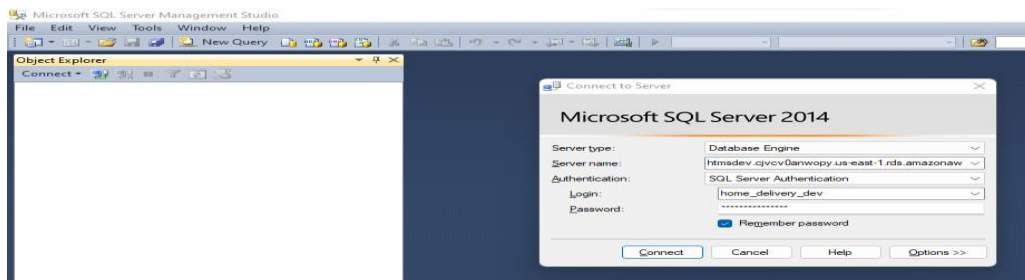 Microsoft SQL Server Management Studio
File Edit View Tools Window Help
New Query
Object Explorer
Connect
Connect to Server
Microsoft SQL Server 2014
Server type: Database Engine
Server name: htmsdev.cjvcv0anwopy.us-east-1.rds.amazonaw
Authentication: SQL Server Authentication
Login: home_delivery_dev
Password: ***************
Remember password
Connect Cancel Help Options >>